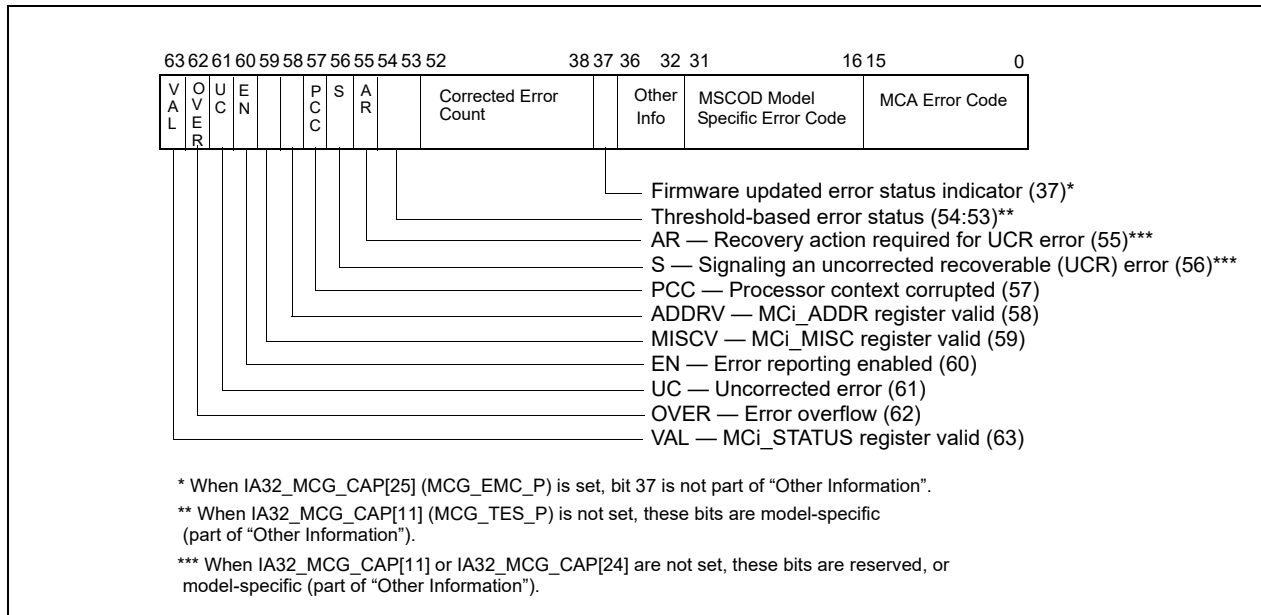 63 62 61 60 59 58 57 56 55 54 53 52 38 37 36 32 31 16 15 0
VAL
OVER
UC
EN
PCC
S
AR
Corrected Error
Count
Other
Info
MSCOD Model
Specific Error Code
MCA Error Code
Firmware updated error status indicator (37)*
Threshold-based error status (54:53)**
AR — Recovery action required for UCR error (55)***
S — Signaling an uncorrected recoverable (UCR) error (56)***
PCC — Processor context corrupted (57)
ADDRV — MCi_ADDR register valid (58)
MISCV — MCi_MISC register valid (59)
EN — Error reporting enabled (60)
UC — Uncorrected error (61)
OVER — Error overflow (62)
VAL — MCi_STATUS register valid (63)
* When IA32_MCG_CAP[25] (MCG_EMC_P) is set, bit 37 is not part of “Other Information”.
** When IA32_MCG_CAP[11] (MCG_TES_P) is not set, these bits are model-specific
(part of “Other Information”).
*** When IA32_MCG_CAP[11] or IA32_MCG_CAP[24] are not set, these bits are reserved, or
model-specific (part of “Other Information”).